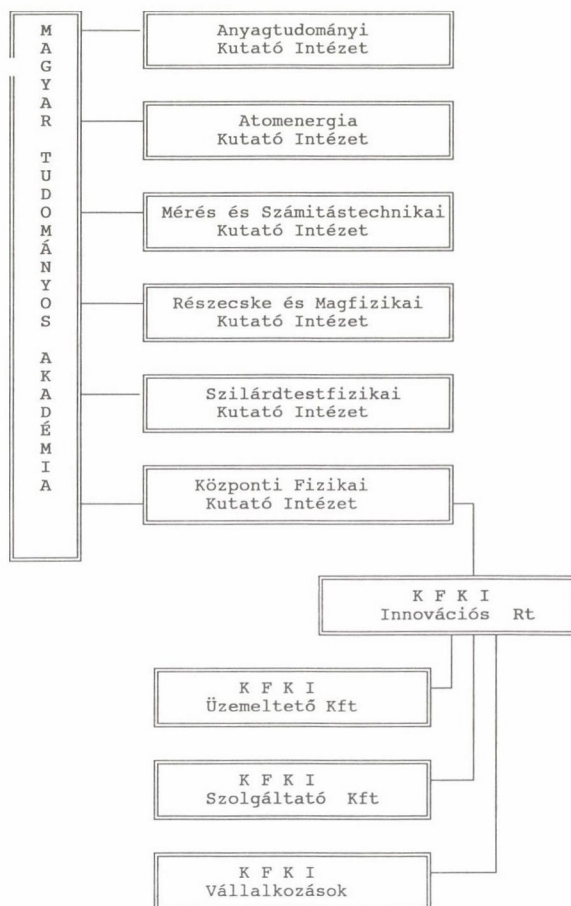 MAGYAR TUDOMÁNYOS AKADÉMIA
Anyagtudományi
Kutató Intézet
Atomenergia
Kutató Intézet
Mérés és Számitástechnikai
Kutató Intézet
Részecske és Magfizikai
Kutató Intézet
Szilárdtestfizikai
Kutató Intézet
Központi Fizikai
Kutató Intézet
K F K I
Innovációs Rt
K F K I
Üzemeltető Kft
K F K I
Szolgáltató Kft
K F K I
Vállalkozások